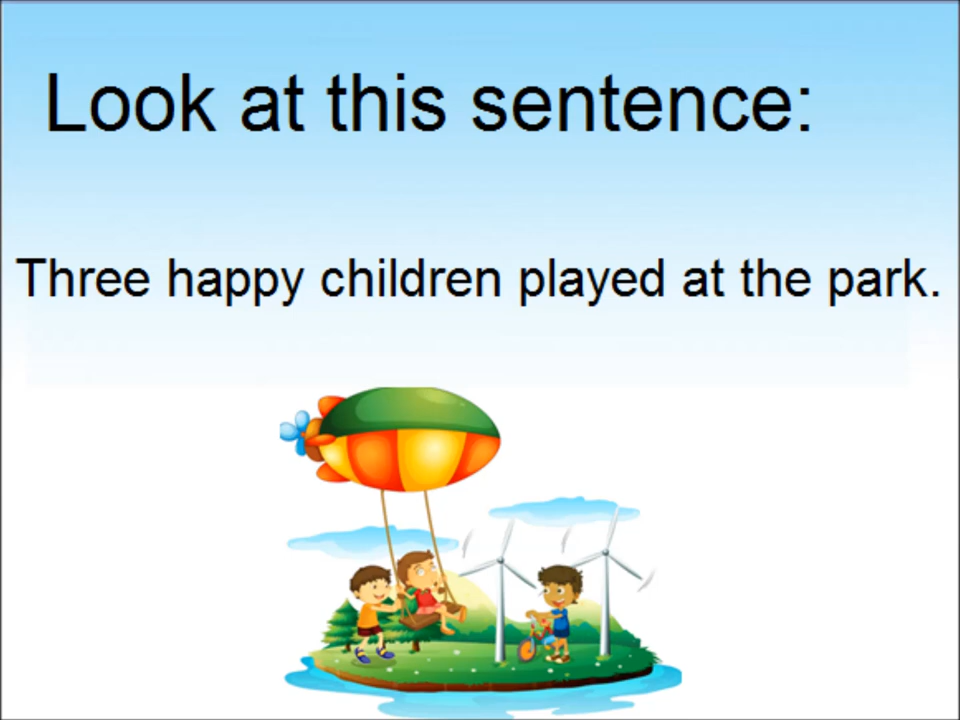 Look at this sentence:
Three happy children played at the park.